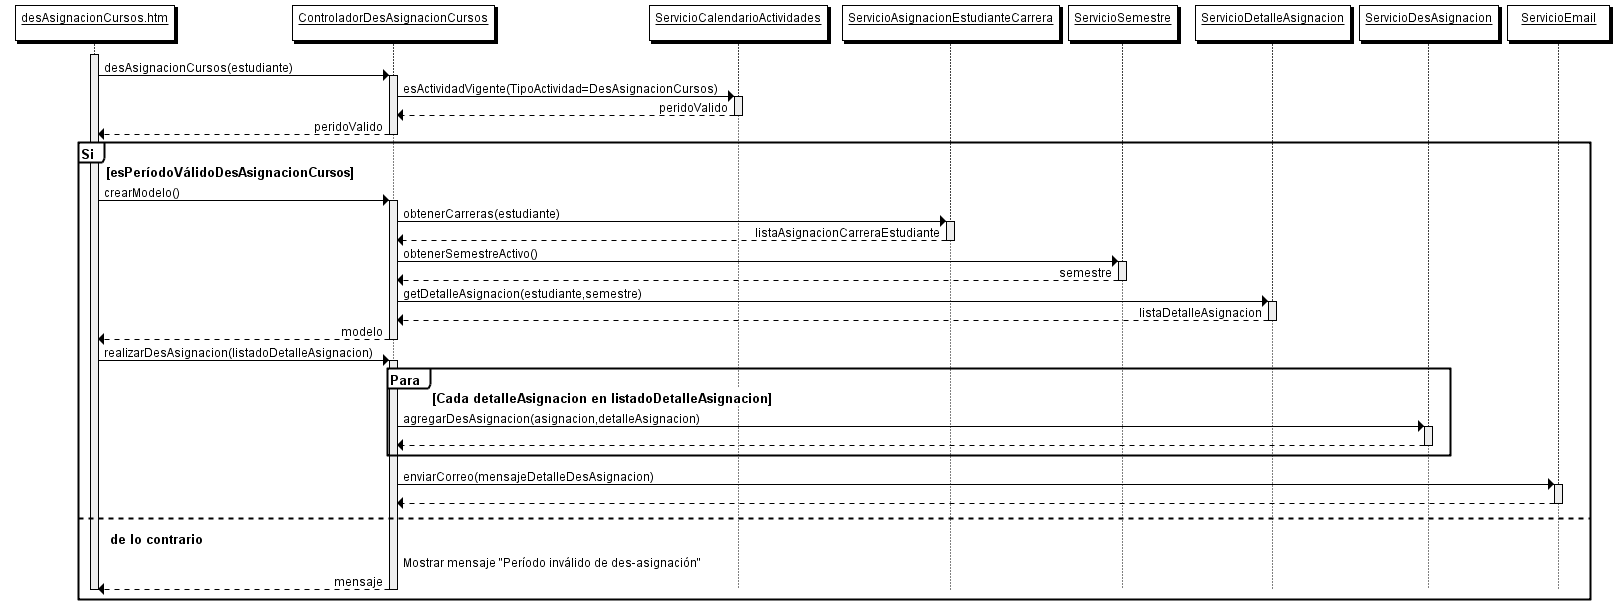 desAsignacionCursos.htm
ControladorDesAsignacionCursos
ServicioCalendarioActividades
ServicioAsignacionEstudianteCarrera
ServicioSemestre
ServicioDetalleAsignacion
ServicioDesAsignacion
ServicioEmail
desAsignacionCursos(estudiante)
esActividadVigente(TipoActividad=DesAsignacionCursos)
peridoValido
peridoValido
Si
[esPeríodoVálidoDesAsignacionCursos]
crearModelo()
obtenerCarreras(estudiante)
listaAsignacionCarreraEstudiante
obtenerSemestreActivo()
semestre
getDetalleAsignacion(estudiante,semestre)
listaDetalleAsignacion
modelo
realizarDesAsignacion(listadoDetalleAsignacion)
Para
[Cada detalleAsignacion en listadoDetalleAsignacion]
agregarDesAsignacion(asignacion,detalleAsignacion)
enviarCorreo(mensajeDetalleDesAsignacion)
de lo contrario
Mostrar mensaje "Período inválido de des-asignación"
mensaje